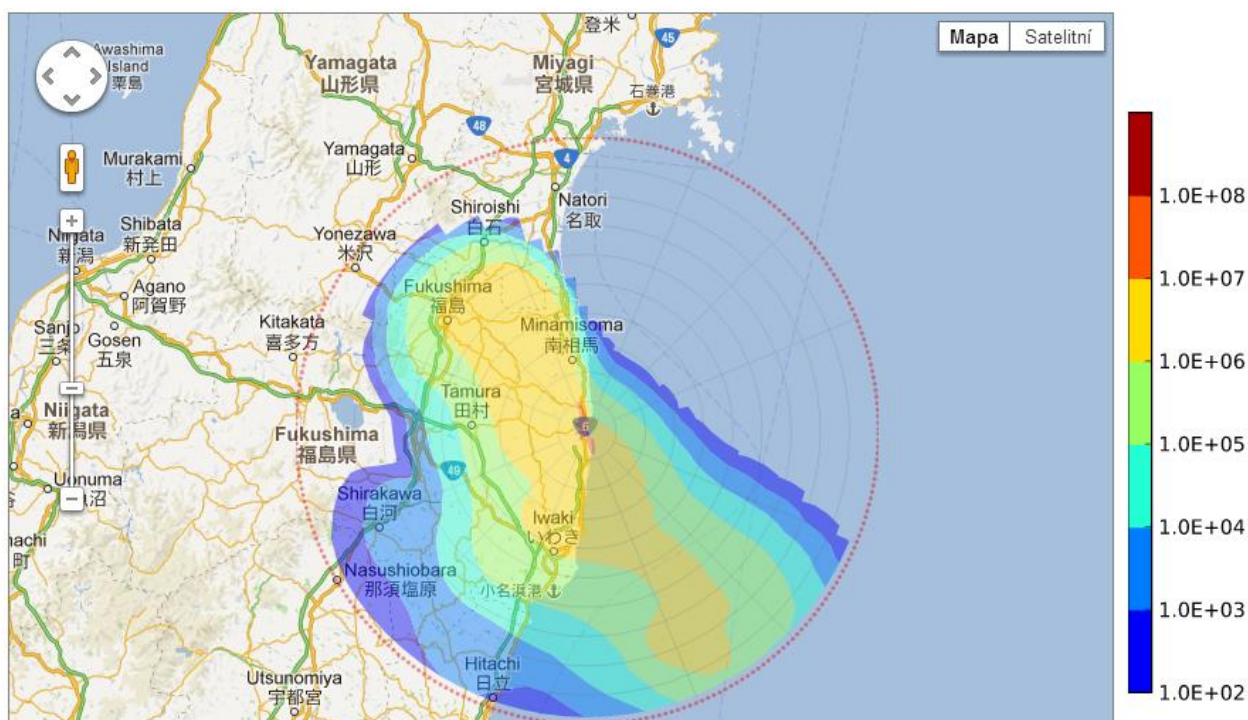 登米
45
Mapa
Satelitní
Awashima
Island
粟島
Yamagata
山形県
Miyagi
宮城県
石巻港
48
4
Murakami
村上
Yamagata
山形
Natori
名取
Shiroishi
白石
1.0E+08
Shibata
新発田
Niigata
新潟
Yonezawa
米沢
1.0E+07
Agano
阿賀野
Fukushima
福島
Sanjo
三条
Gosen
五泉
Kitakata
喜多方
Minamisoma
南相馬
1.0E+06
Tamura
田村
Niigata
新潟県
6
Fukushima
福島県
1.0E+05
49
Uonuma
魚沼
Shirakawa
白河
Iwaki
いわき
1.0E+04
machi
町
Nasushiobara
那須塩原
小名浜港
1.0E+03
Hitachi
日立
Utsunomiya
宇都宮
1.0E+02